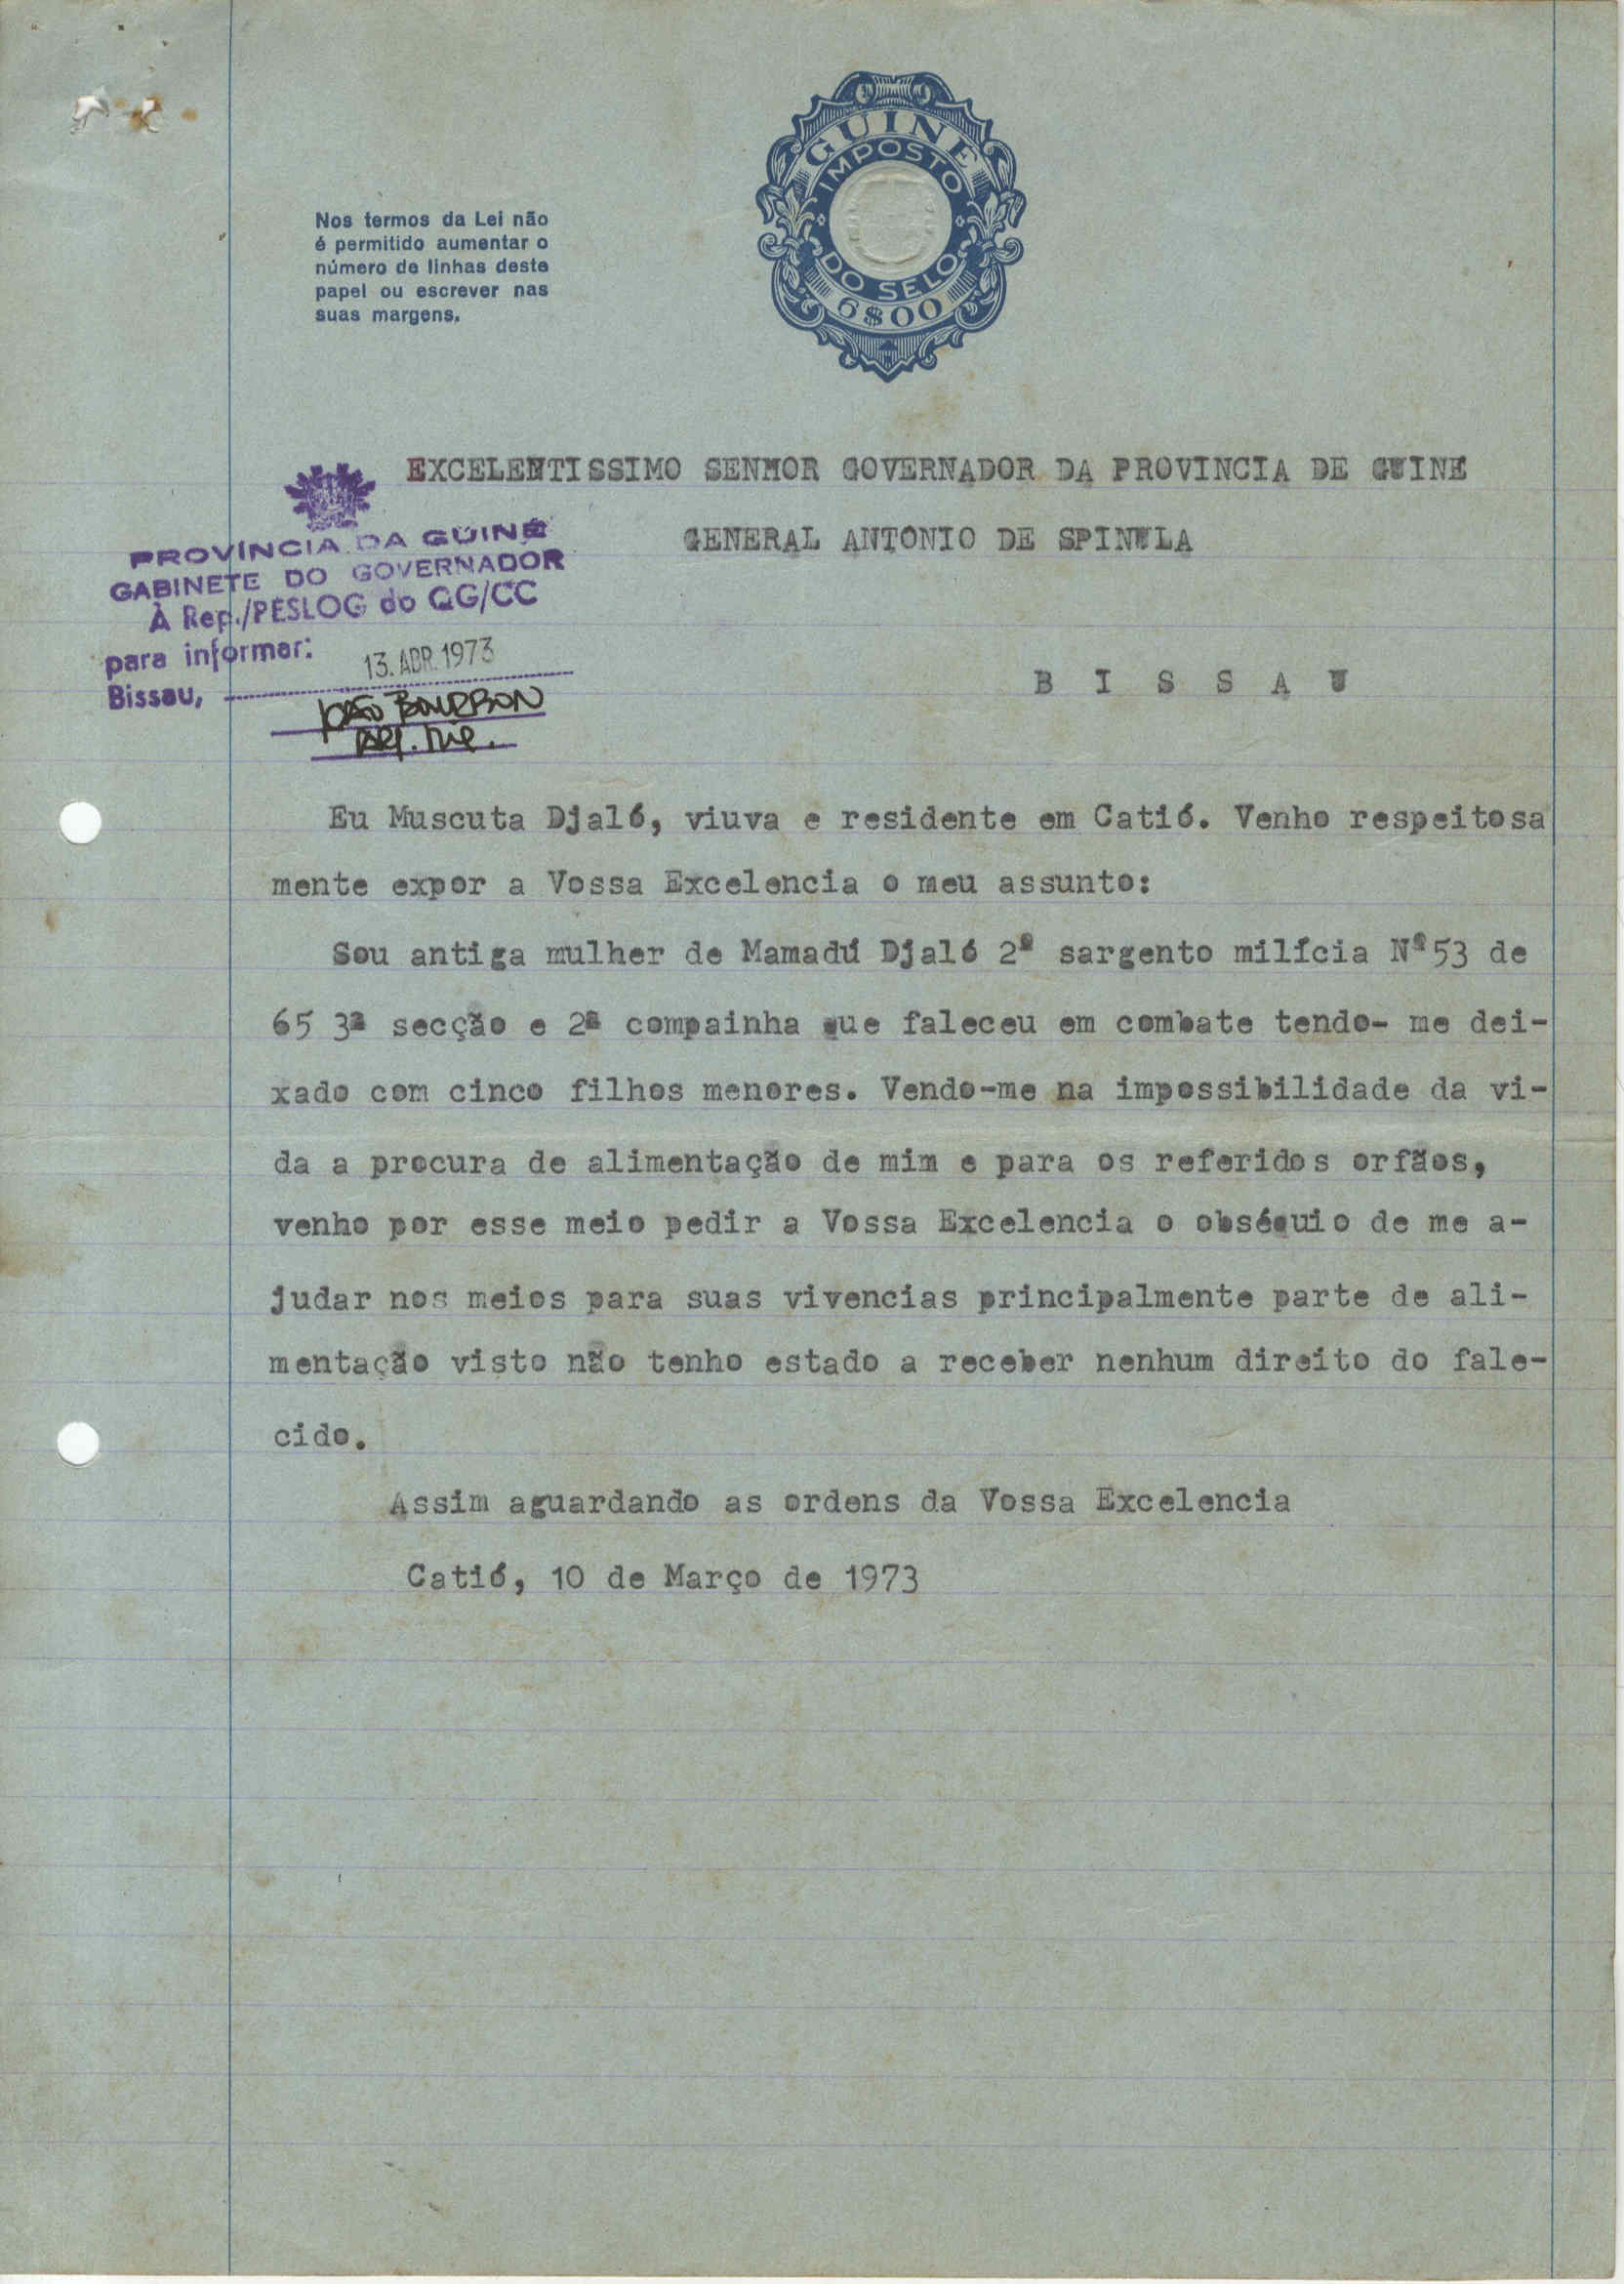 GUINÉ
IMPOSTO
DO SELO
6$00
Nos termos da Lei não
é permitido aumentar o
número de linhas deste
papel ou escrever nas
suas margens.
EXCELENTISSIMO SENHOR GOVERNADOR DA PROVINCIA DE GUINÉ
GENERAL ANTONIO DE SPINULA
PROVÍNCIA DA GUINÉ
GABINETE DO GOVERNADOR
À Rep./PESLOG do QG/CC
para informar:
13. ABR. 1973
Bissau,
JOÃO BOURBON
B I S S A U
Eu Muscuta Djaló, viuva e residente em Catió. Venho respeitosa
mente expor a Vossa Excelencia o meu assunto:
Sou antiga mulher de Mamadú Djaló 2º sargento milícia Nº53 de
65 3ª secção e 2ª compainha que faleceu em combate tendo- me dei-
xado com cinco filhos menores. Vendo-me na impossibilidade da vi-
da a procura de alimentação de mim e para os referidos orfãos,
venho por esse meio pedir a Vossa Excelencia o obséquio de me a-
judar nos meios para suas vivencias principalmente parte de ali-
mentação visto não tenho estado a receber nenhum direito do fale-
cido.
Assim aguardando as ordens da Vossa Excelencia
Catió, 10 de Março de 1973